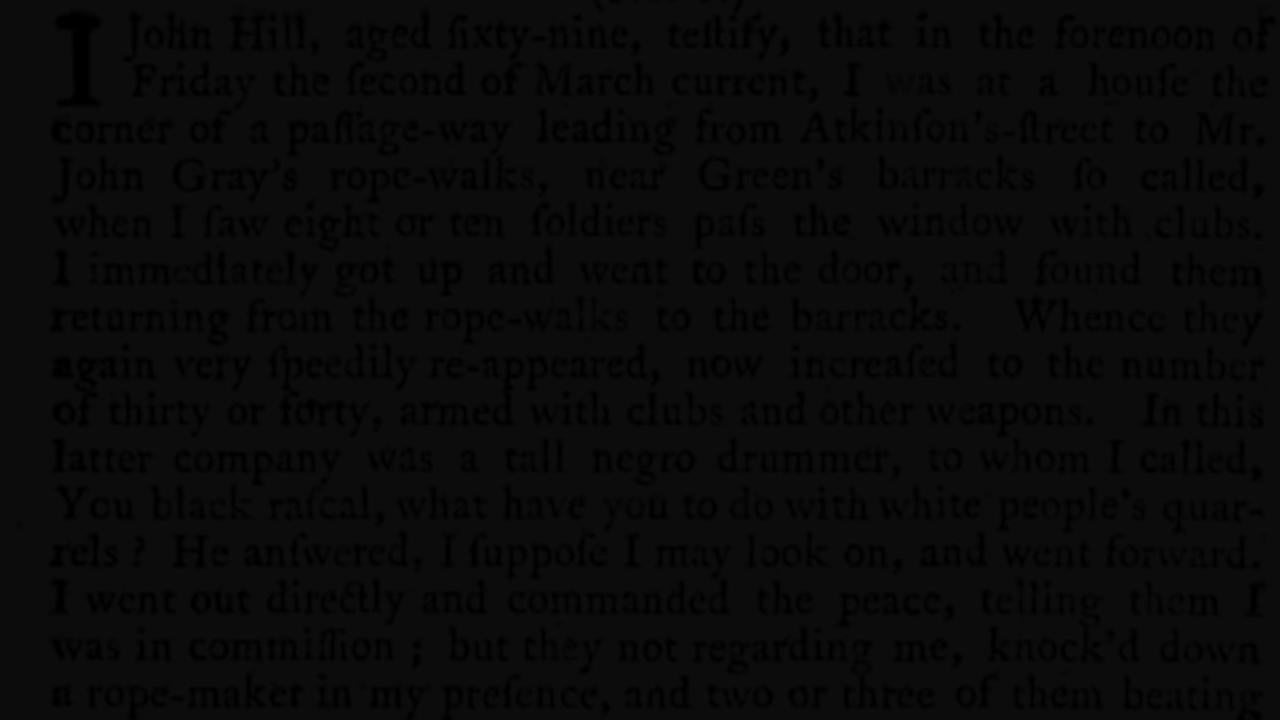 I John Hill, aged ſixty-nine, teſtify, that in the forenoon of
Friday the ſecond of March current, I was at a houſe the
corner of a paſſage-way leading from Atkinſon's-ſtreet to Mr.
John Gray's rope-walks, near Green's barracks ſo called,
when I ſaw eight or ten ſoldiers paſs the window with clubs.
I immediately got up and went to the door, and found them
returning from the rope-walks to the barracks. Whence they
again very ſpeedily re-appeared, now increaſed to the number
of thirty or forty, armed with clubs and other weapons. In this
latter company was a tall negro drummer, to whom I called,
You black raſcal, what have you to do with white people's quar-
rels ? He anſwered, I ſuppoſe I may look on, and went forward.
I went out directly and commanded the peace, telling them I
was in commiſſion ; but they not regarding me, knock'd down
a rope-maker in my preſence, and two or three of them beating